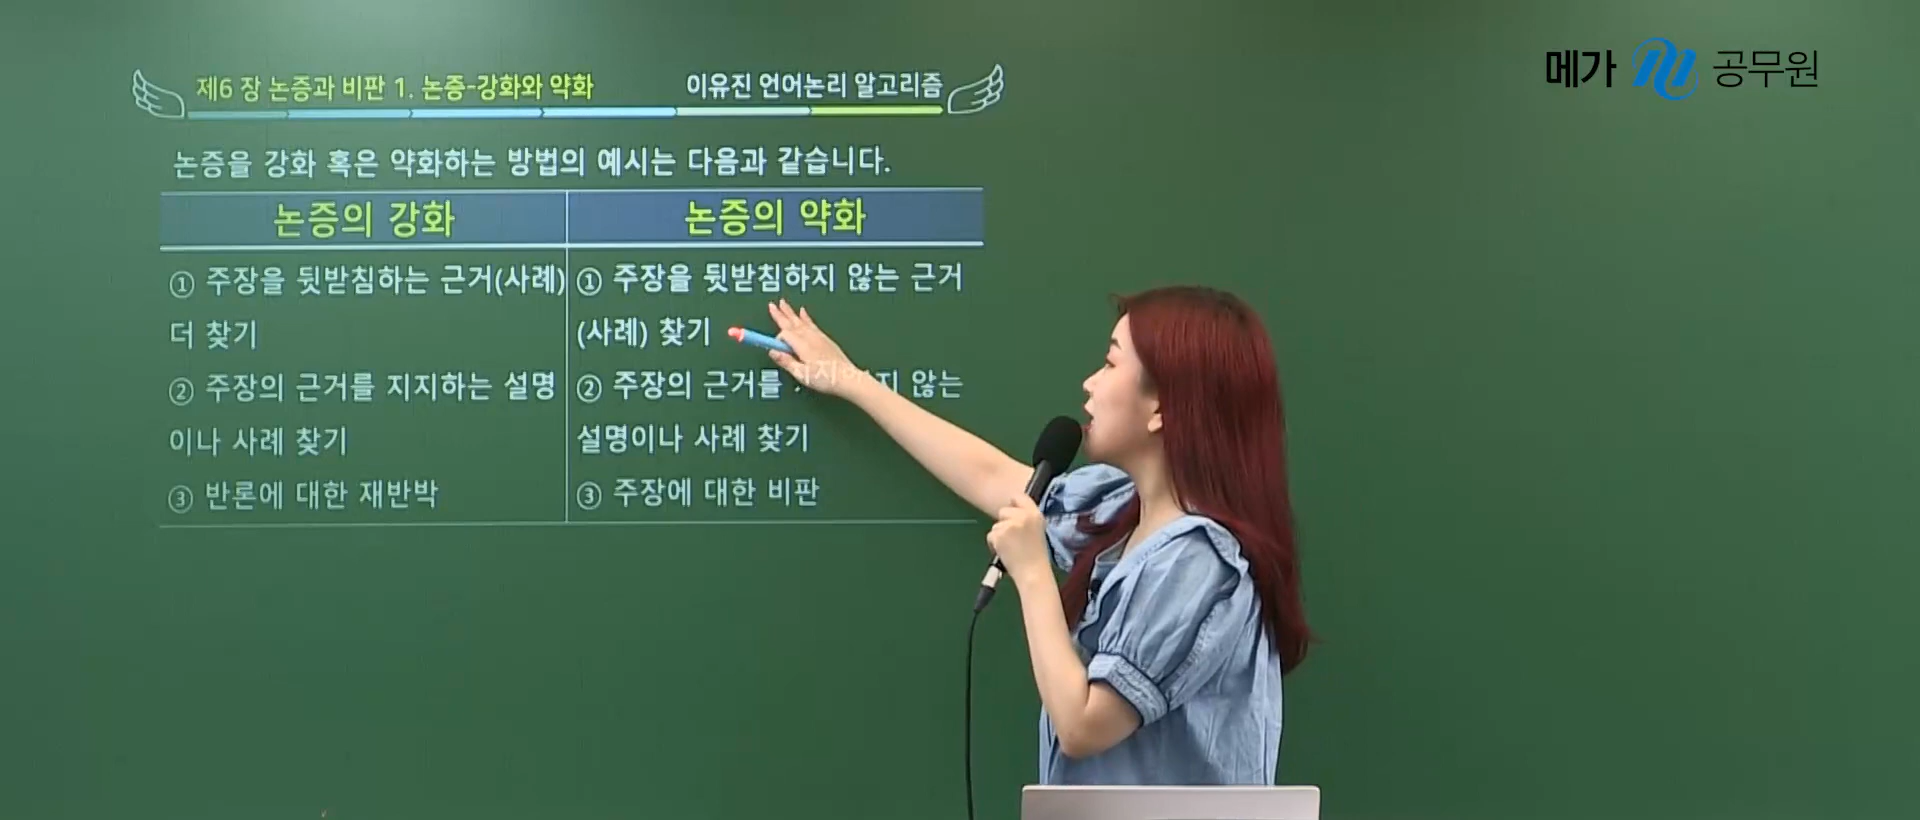 메가 공무원
제6 장 논증과 비판 1. 논증-강화와 약화 이유진 언어논리 알고리즘
논증을 강화 혹은 약화하는 방법의 예시는 다음과 같습니다.
논증의 강화
① 주장을 뒷받침하는 근거(사례)
더 찾기
② 주장의 근거를 지지하는 설명
이나 사례 찾기
③ 반론에 대한 재반박
논증의 약화
① 주장을 뒷받침하지 않는 근거
(사례) 찾기
② 주장의 근거를 않는
설명이나 사례 찾기
③ 주장에 대한 비판